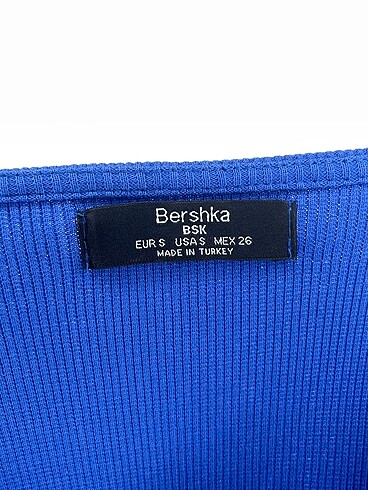 Bershka
BSK
EUR S USA S MEX 26
MADE IN TURKEY